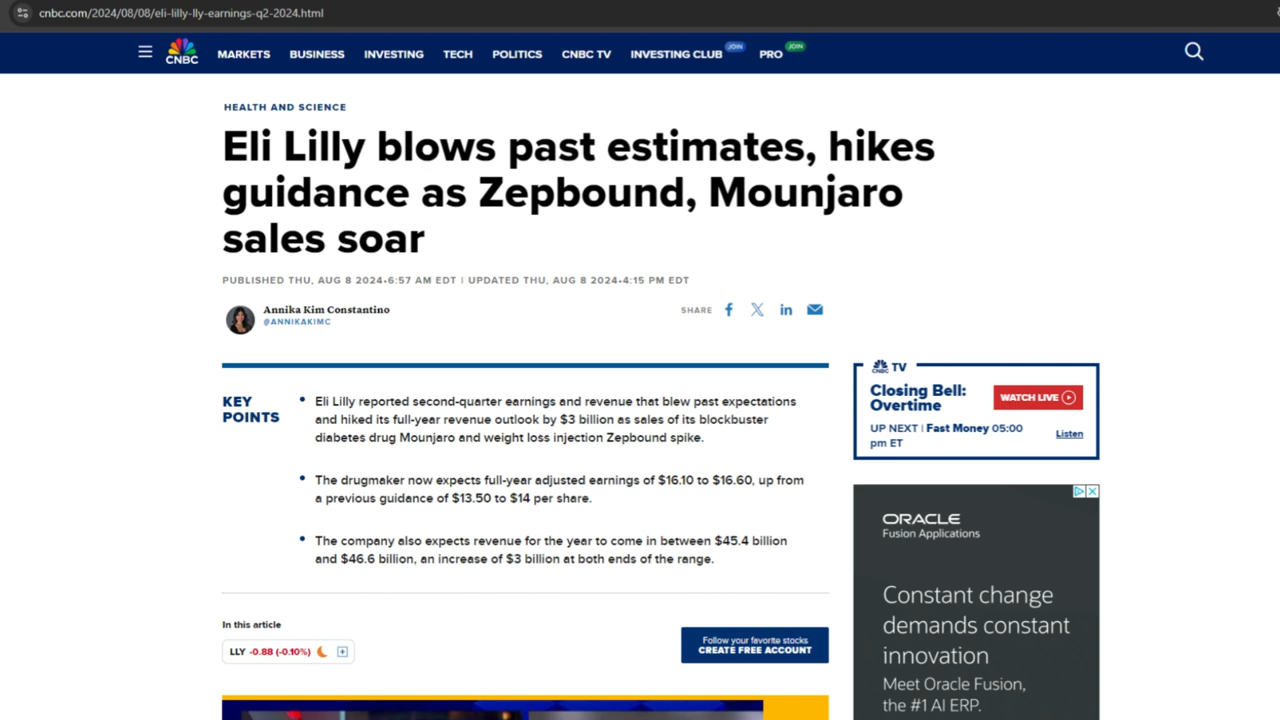 cnbc.com/2024/08/08/eli-lilly-lly-earnings-q2-2024.html
CNBC
MARKETS BUSINESS INVESTING TECH POLITICS CNBC TV INVESTING CLUB JOIN PRO JOIN
HEALTH AND SCIENCE
Eli Lilly blows past estimates, hikes
guidance as Zepbound, Mounjaro
sales soar
PUBLISHED THU, AUG 8 2024•6:57 AM EDT | UPDATED THU, AUG 8 2024•4:15 PM EDT
Annika Kim Constantino
@ANNIKAKIMC
SHARE
KEY
POINTS
• Eli Lilly reported second-quarter earnings and revenue that blew past expectations
and hiked its full-year revenue outlook by $3 billion as sales of its blockbuster
diabetes drug Mounjaro and weight loss injection Zepbound spike.
• The drugmaker now expects full-year adjusted earnings of $16.10 to $16.60, up from
a previous guidance of $13.50 to $14 per share.
• The company also expects revenue for the year to come in between $45.4 billion
and $46.6 billion, an increase of $3 billion at both ends of the range.
In this article
LLY -0.88 (-0.10%)
Follow your favorite stocks
CREATE FREE ACCOUNT
CNBC TV
Closing Bell:
Overtime
WATCH LIVE
UP NEXT | Fast Money 05:00
pm ET
Listen
ORACLE
Fusion Applications
Constant change
demands constant
innovation
Meet Oracle Fusion,
the #1 AI ERP.